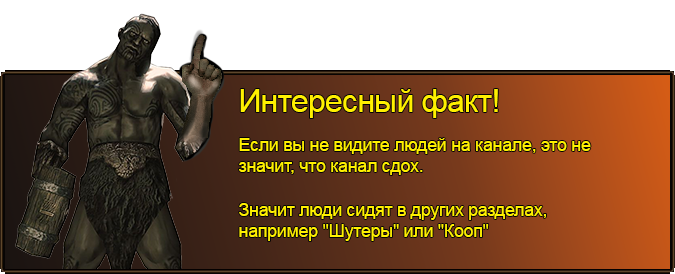 Интересный факт!
Если вы не видите людей на канале, это не
значит, что канал сдох.
Значит люди сидят в других разделах,
например "Шутеры" или "Кооп"